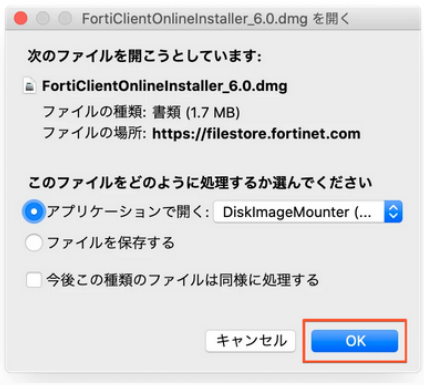 FortiClientOnlineInstaller_6.0.dmg を開く
次のファイルを開こうとしています:
FortiClientOnlineInstaller_6.0.dmg
ファイルの種類: 書類 (1.7 MB)
ファイルの場所: https://filestore.fortinet.com
このファイルをどのように処理するか選んでください
アプリケーションで開く: DiskImageMounter (...
ファイルを保存する
今後この種類のファイルは同様に処理する
キャンセル OK